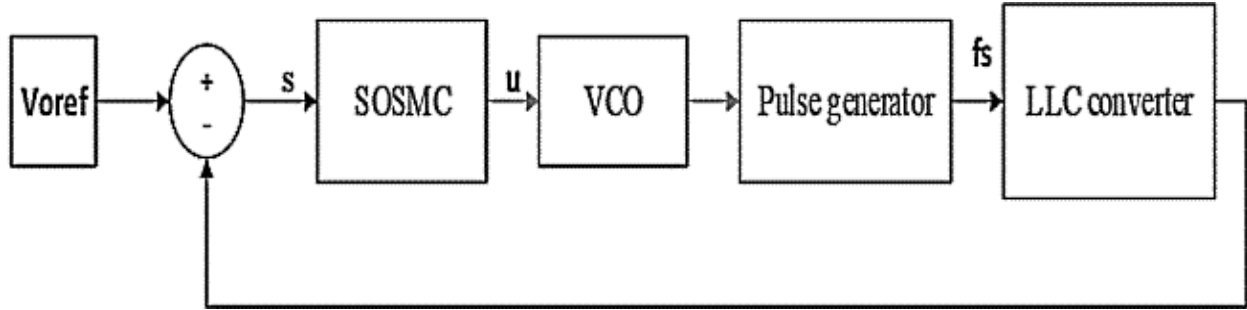 Voref
+
-
s
SOSMC
u
VCO
Pulse generator
fs
LLC converter